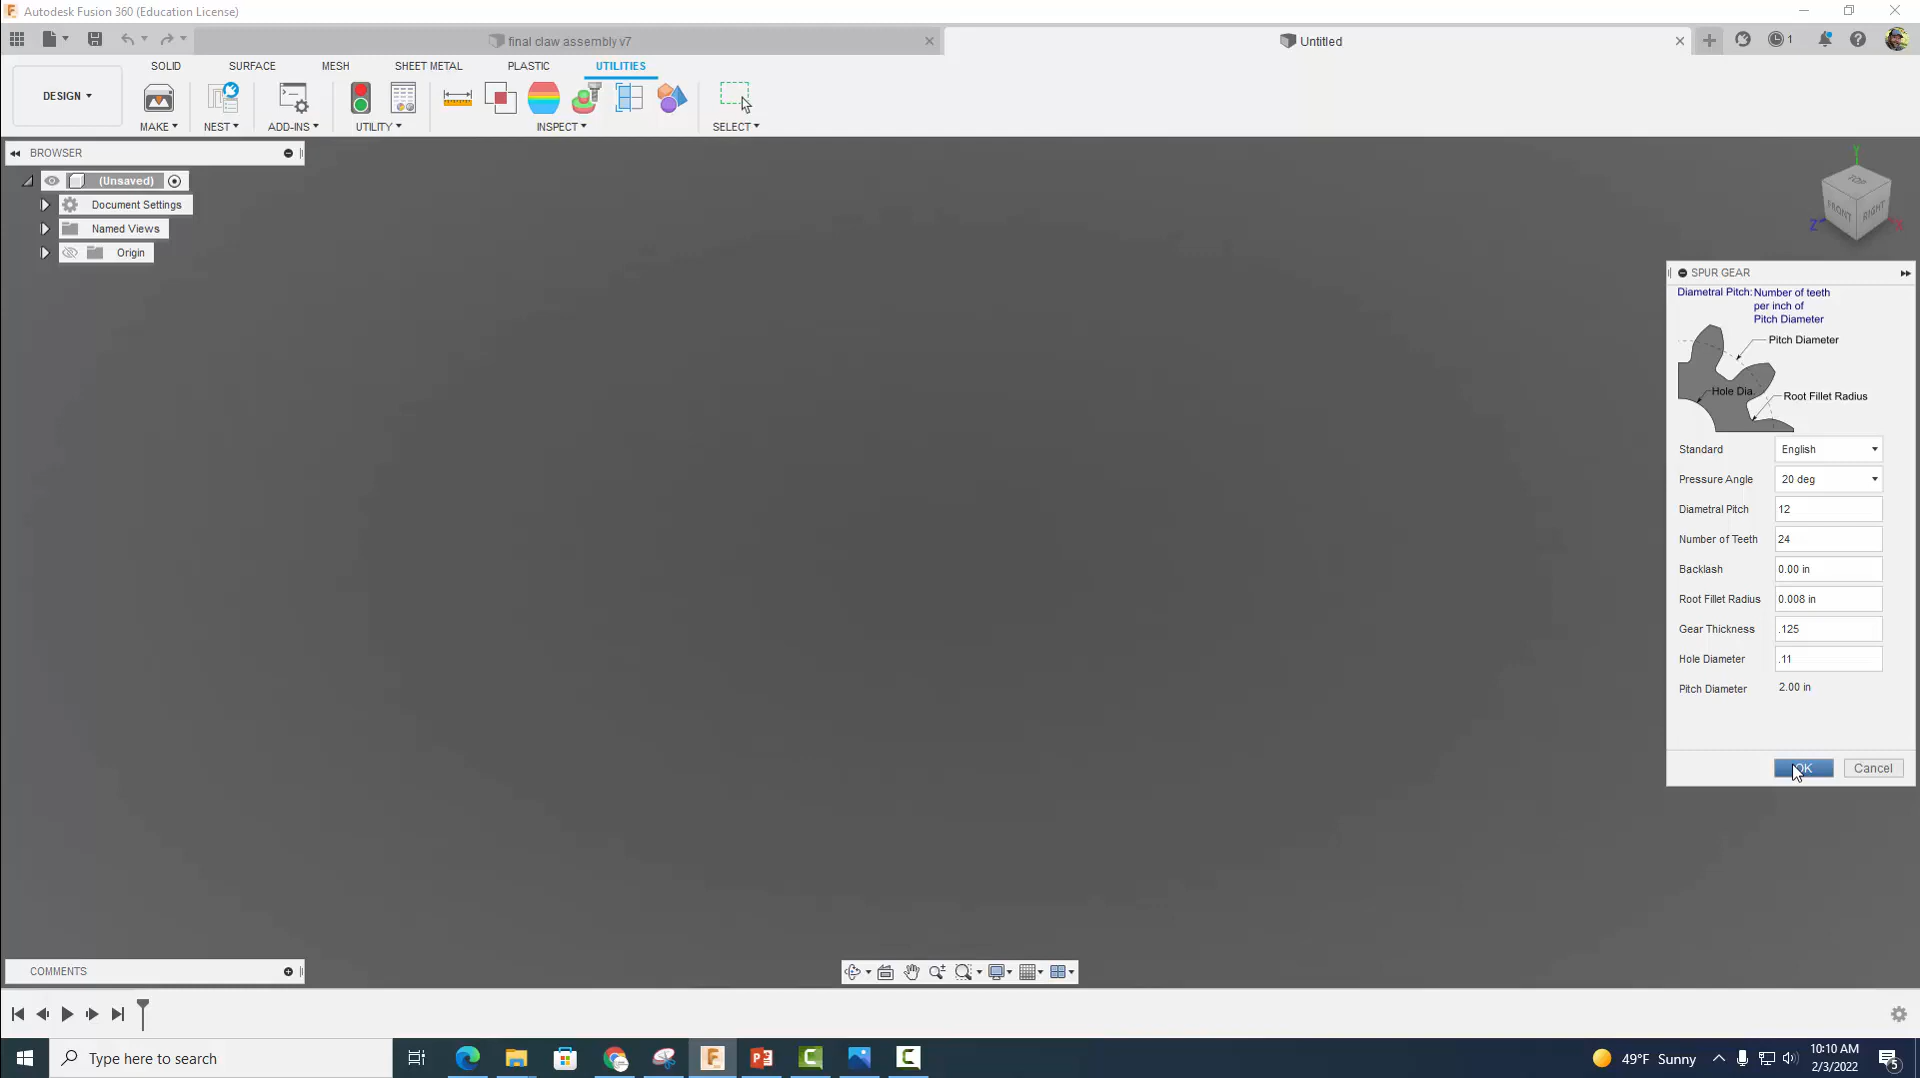 Autodesk Fusion 360 (Education License)
final claw assembly v7
Untitled
1
DESIGN
SOLID
SURFACE
MESH
SHEET METAL
PLASTIC
UTILITIES
MAKE
NEST
ADD-INS
UTILITY
INSPECT
SELECT
BROWSER
(Unsaved)
Document Settings
Named Views
Origin
Y
TOP
FRONT
RIGHT
Z
X
SPUR GEAR
Diametral Pitch: Number of teeth
per inch of
Pitch Diameter
Pitch Diameter
Hole Dia.
Root Fillet Radius
Standard English
Pressure Angle 20 deg
Diametral Pitch 12
Number of Teeth 24
Backlash 0.00 in
Root Fillet Radius 0.008 in
Gear Thickness .125
Hole Diameter .11
Pitch Diameter 2.00 in
OK Cancel
COMMENTS
Type here to search
49°F Sunny
10:10 AM
2/3/2022
5